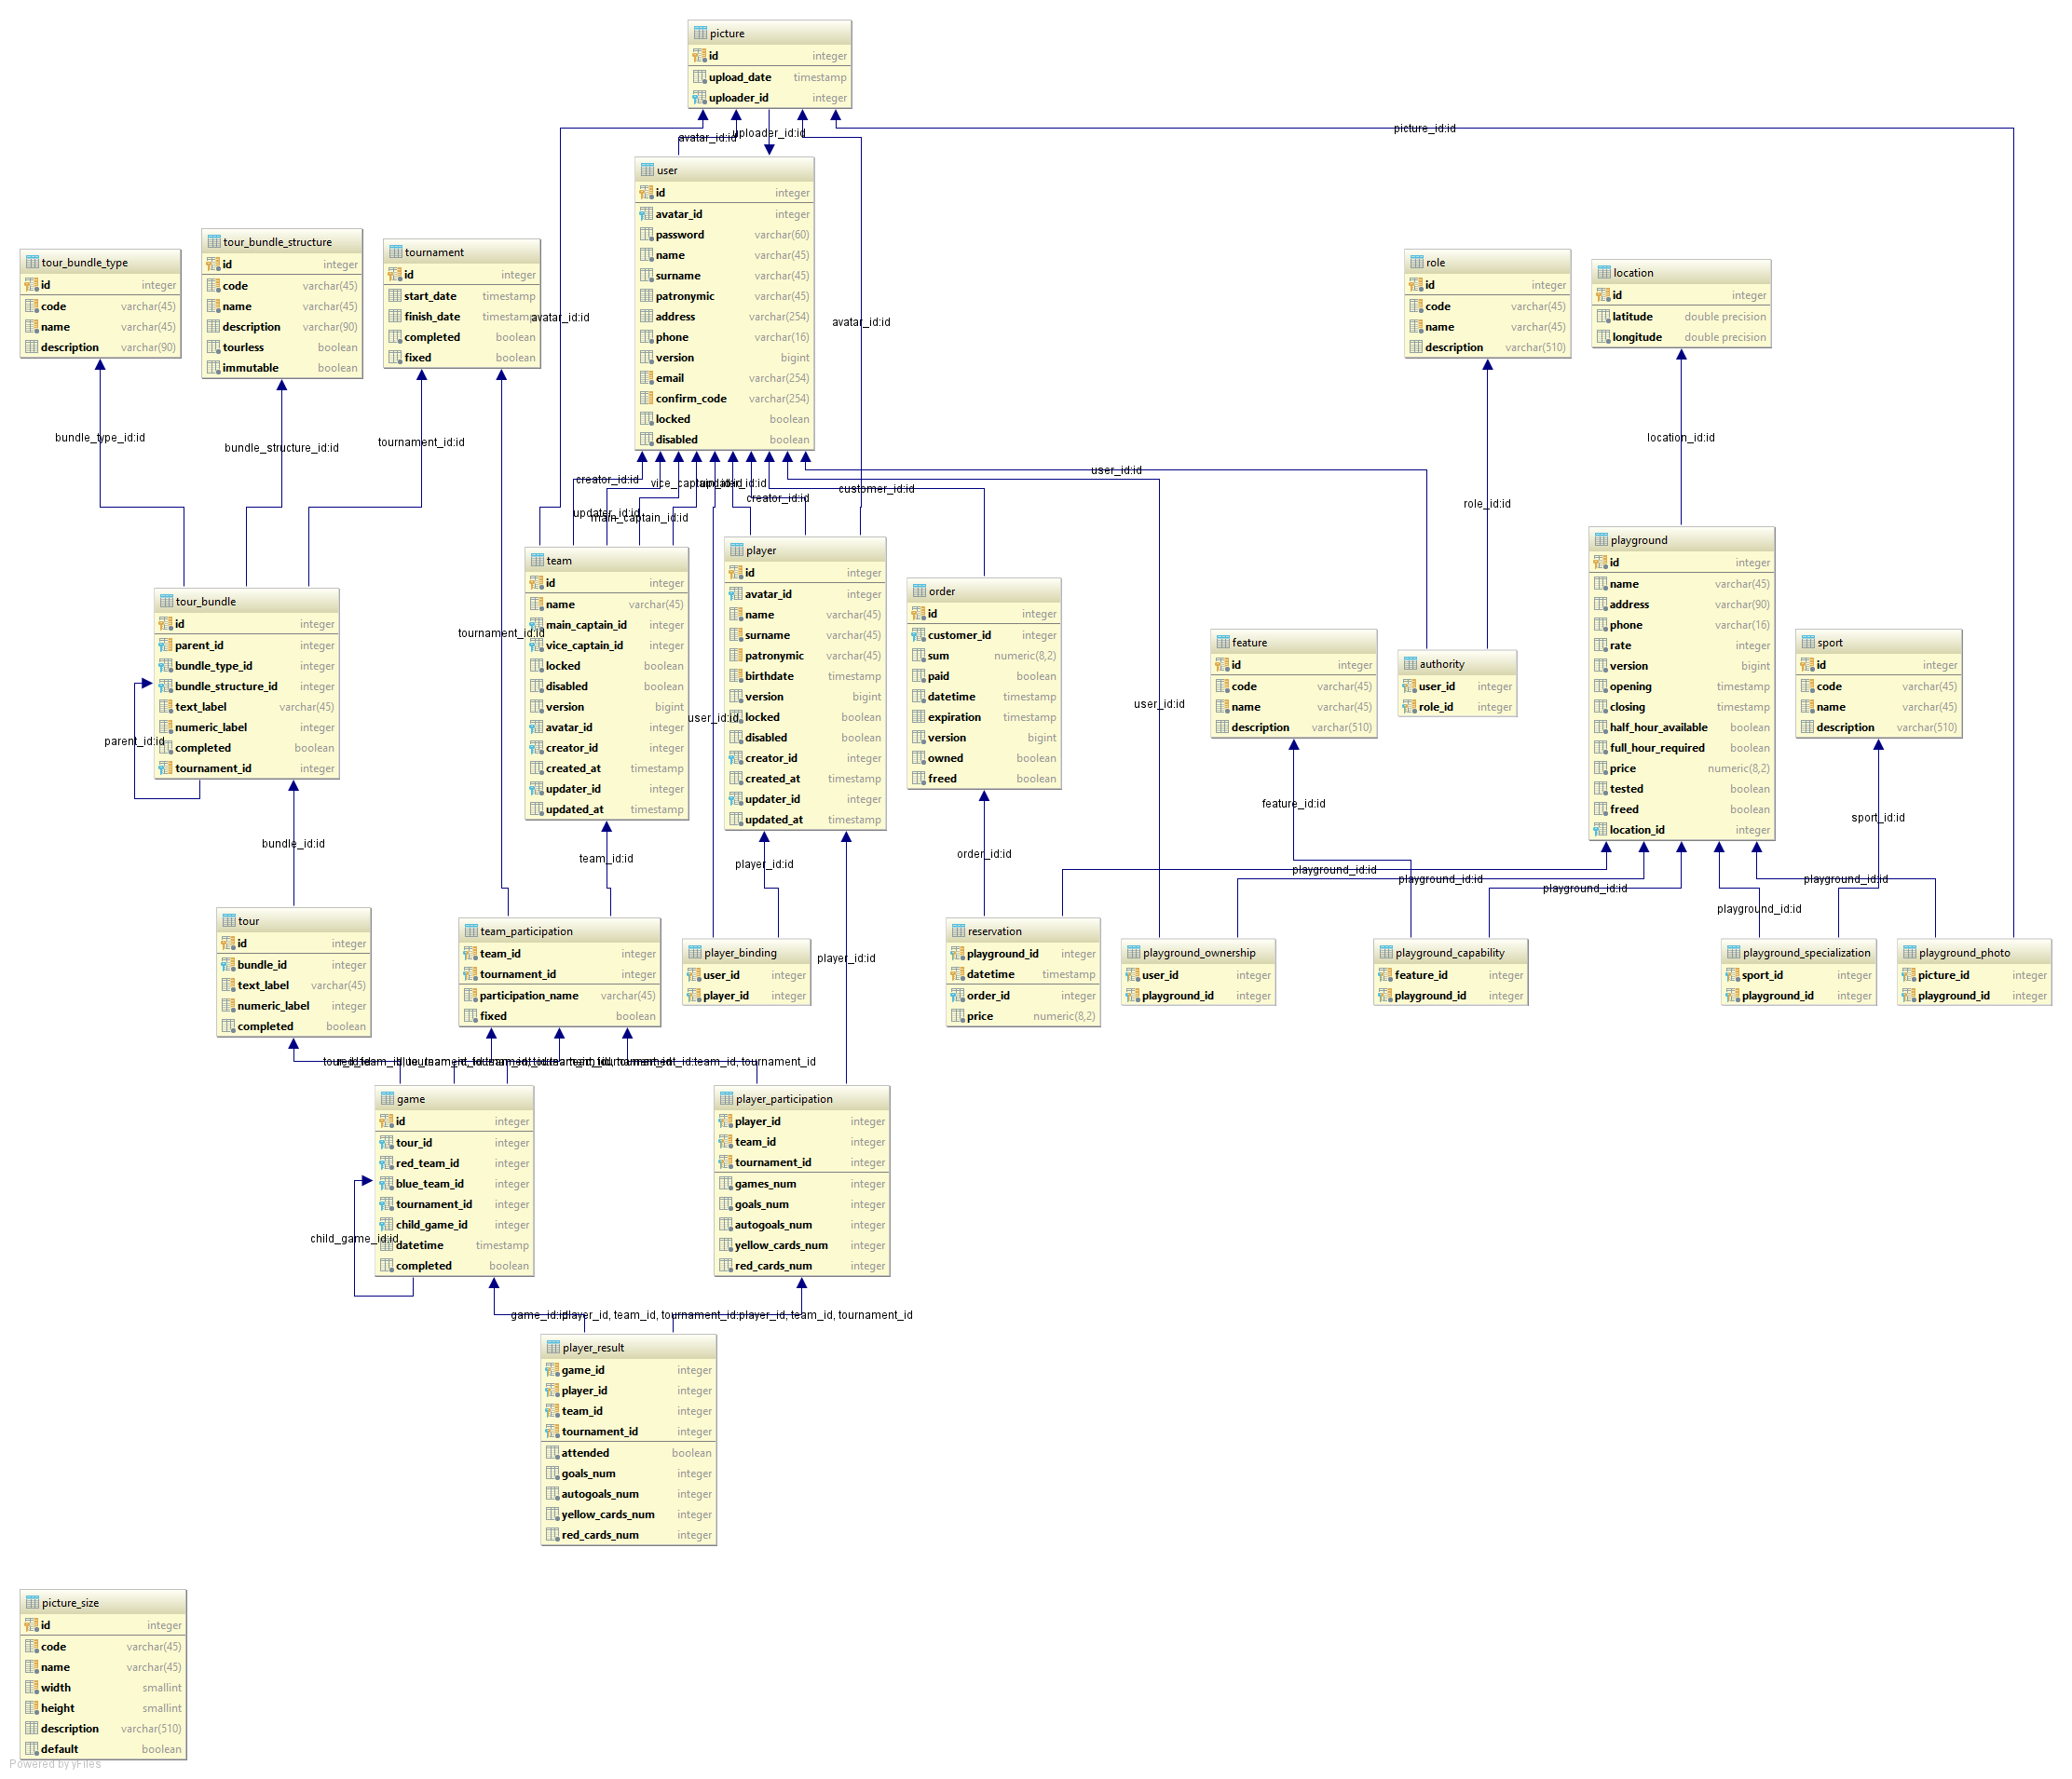 picture
id integer
upload_date timestamp
uploader_id integer
avatar_id:id
uploader_id:id
picture_id:id
user
id integer
avatar_id integer
password varchar(60)
name varchar(45)
surname varchar(45)
patronymic varchar(45)
address varchar(254)
phone varchar(16)
version bigint
email varchar(254)
confirm_code varchar(254)
locked boolean
disabled boolean
tour_bundle_type
id integer
code varchar(45)
name varchar(45)
description varchar(90)
tour_bundle_structure
id integer
code varchar(45)
name varchar(45)
description varchar(90)
tourless boolean
immutable boolean
tournament
id integer
start_date timestamp
finish_date timestamp
completed boolean
fixed boolean
avatar_id:id
avatar_id:id
role
id integer
code varchar(45)
name varchar(45)
description varchar(510)
location
id integer
latitude double precision
longitude double precision
bundle_type_id:id
bundle_structure_id:id
tournament_id:id
location_id:id
creator_id:id
vice_captain_id:id
updater_id:id
user_id:id
customer_id:id
creator_id:id
role_id:id
updater_id:id
main_captain_id:id
team
id integer
name varchar(45)
main_captain_id integer
vice_captain_id integer
locked boolean
disabled boolean
version bigint
avatar_id integer
creator_id integer
created_at timestamp
updater_id integer
updated_at timestamp
player
id integer
avatar_id integer
name varchar(45)
surname varchar(45)
patronymic varchar(45)
birthdate timestamp
version bigint
locked boolean
disabled boolean
creator_id integer
created_at timestamp
updater_id integer
updated_at timestamp
order
id integer
customer_id integer
sum numeric(8,2)
paid boolean
datetime timestamp
expiration timestamp
version bigint
owned boolean
freed boolean
playground
id integer
name varchar(45)
address varchar(90)
phone varchar(16)
rate integer
version bigint
opening timestamp
closing timestamp
half_hour_available boolean
full_hour_required boolean
price numeric(8,2)
tested boolean
freed boolean
location_id integer
tour_bundle
id integer
parent_id integer
bundle_type_id integer
bundle_structure_id integer
text_label varchar(45)
numeric_label integer
completed boolean
tournament_id integer
parent_id:id
tournament_id:id
feature
id integer
code varchar(45)
name varchar(45)
description varchar(510)
authority
user_id integer
role_id integer
sport
id integer
code varchar(45)
name varchar(45)
description varchar(510)
user_id:id
user_id:id
feature_id:id
sport_id:id
bundle_id:id
team_id:id
player_id:id
order_id:id
playground_id:id
playground_id:id
playground_id:id
playground_id:id
playground_id:id
tour
id integer
bundle_id integer
text_label varchar(45)
numeric_label integer
completed boolean
team_participation
team_id integer
tournament_id integer
participation_name varchar(45)
fixed boolean
player_binding
user_id integer
player_id integer
player_id:id
reservation
playground_id integer
datetime timestamp
order_id integer
price numeric(8,2)
playground_ownership
user_id integer
playground_id integer
playground_capability
feature_id integer
playground_id integer
playground_specialization
sport_id integer
playground_id integer
playground_photo
picture_id integer
playground_id integer
team_id, tournament_id
game
id integer
tour_id integer
red_team_id integer
blue_team_id integer
tournament_id integer
child_game_id integer
datetime timestamp
completed boolean
child_game_id:id
player_participation
player_id integer
team_id integer
tournament_id integer
games_num integer
goals_num integer
autogoals_num integer
yellow_cards_num integer
red_cards_num integer
game_id:id
player_id, team_id, tournament_id:player_id, team_id, tournament_id
player_result
game_id integer
player_id integer
team_id integer
tournament_id integer
attended boolean
goals_num integer
autogoals_num integer
yellow_cards_num integer
red_cards_num integer
picture_size
id integer
code varchar(45)
name varchar(45)
width smallint
height smallint
description varchar(510)
default boolean
Powered by yFiles